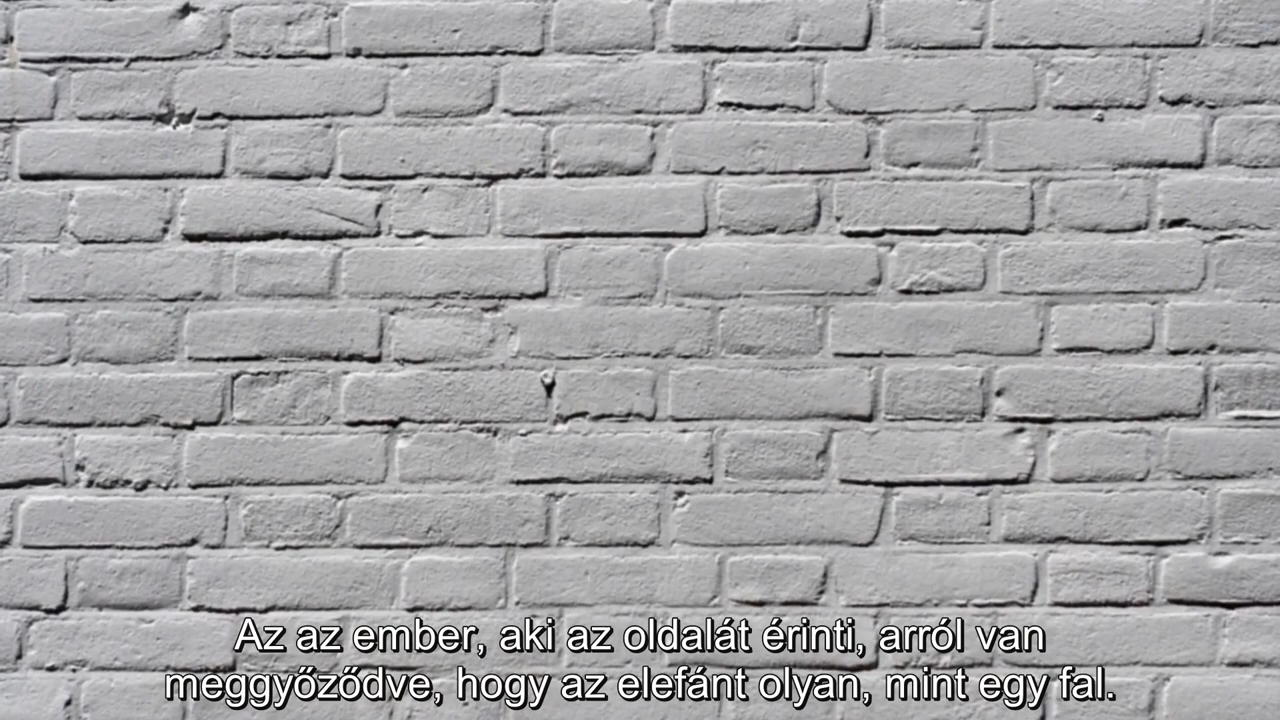 Az az ember, aki az oldalát érinti, arról van
meggyőződve, hogy az elefánt olyan, mint egy fal.